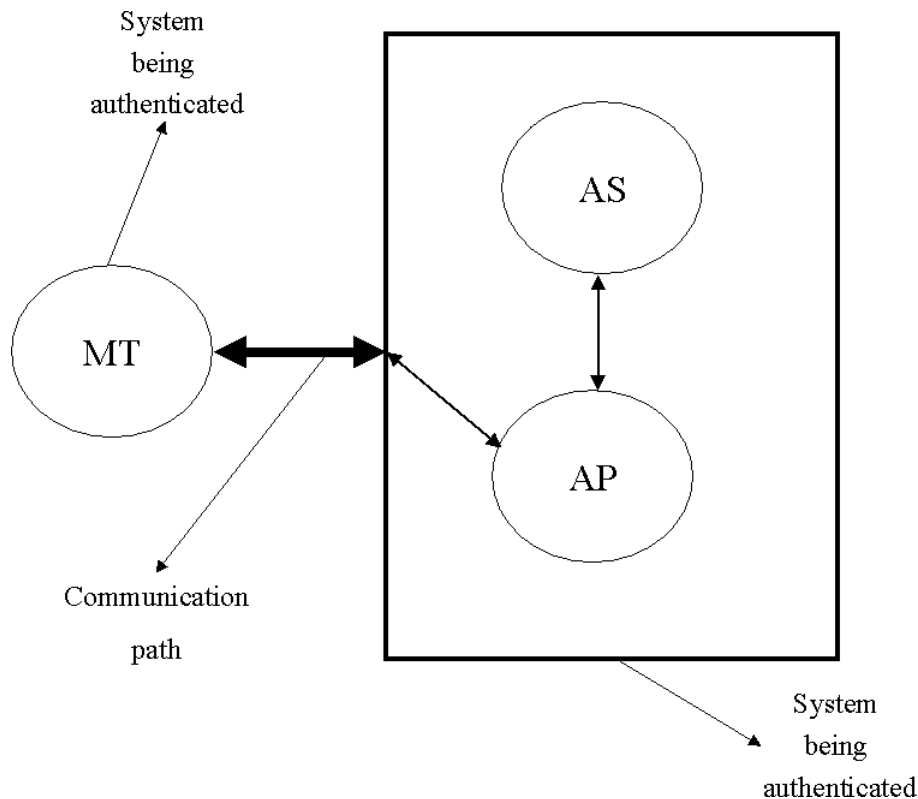 System
being
authenticated
AS
MT
AP
Communication
path
System
being
authenticated